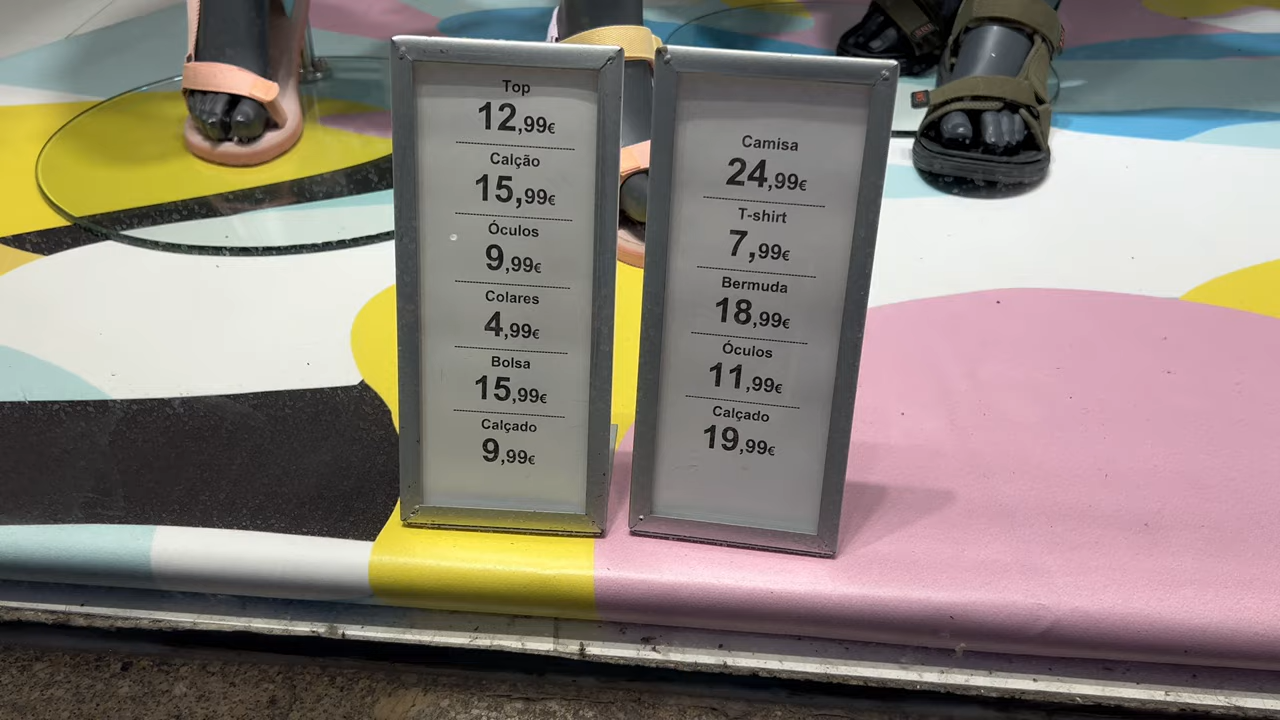 Top
12,99€
Calção
15,99€
Óculos
9,99€
Colares
4,99€
Bolsa
15,99€
Calçado
9,99€
Camisa
24,99€
T-shirt
7,99€
Bermuda
18,99€
Óculos
11,99€
Calçado
19,99€